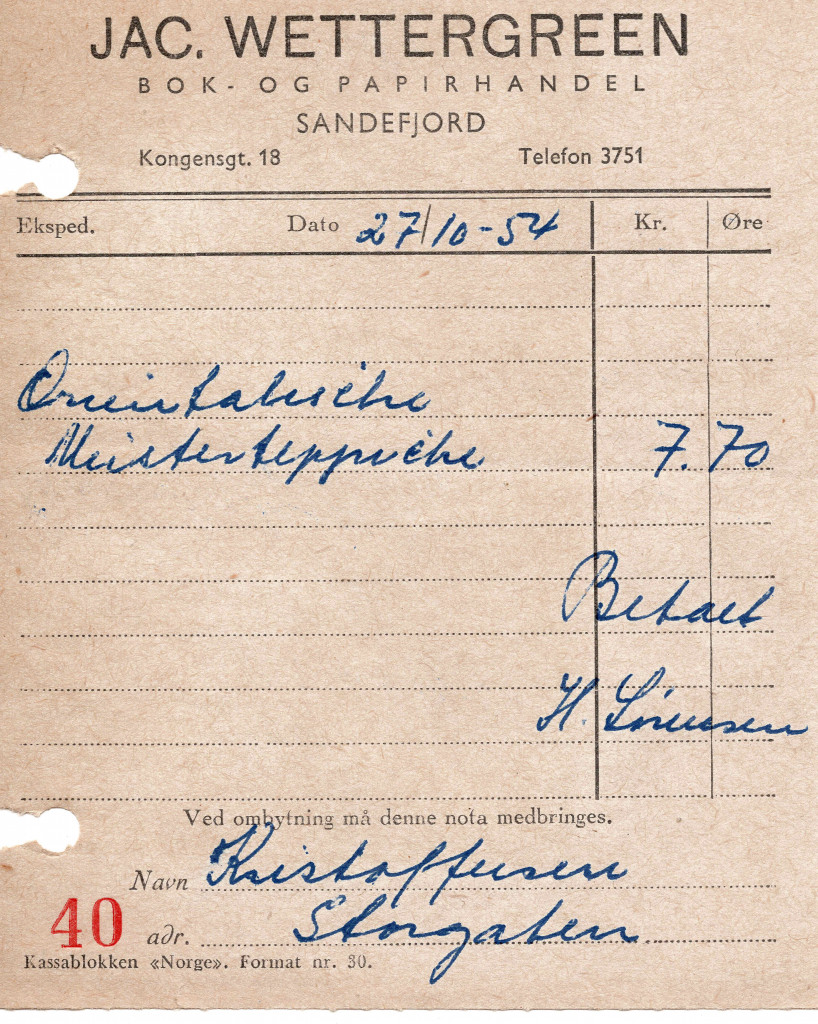 JAC. WETTERGREEN
BOK- OG PAPIRHANDEL
SANDEFJORD
Kongensgt. 18 Telefon 3751
Eksped. Dato 27/10-54 Kr. Øre
Orientalische
Meisterteppiche 7.70
Betalt
H. Sørensen
Ved ombytning må denne nota medbringes.
Navn Kristoffersen
40 adr. Storgaten
Kassablokken «Norge». Format nr. 30.